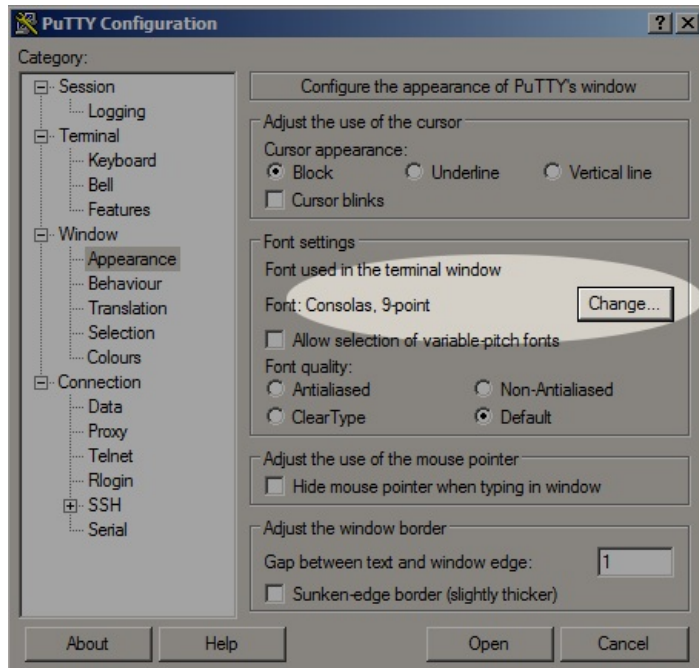 PuTTY Configuration
Category:
Session
Logging
Terminal
Keyboard
Bell
Features
Window
Appearance
Behaviour
Translation
Selection
Colours
Connection
Data
Proxy
Telnet
Rlogin
SSH
Serial
Configure the appearance of PuTTY's window
Adjust the use of the cursor
Cursor appearance:
Block Underline Vertical line
Cursor blinks
Font settings
Font used in the terminal window
Font: Consolas, 9-point Change...
Allow selection of variable-pitch fonts
Font quality:
Antialiased Non-Antialiased
ClearType Default
Adjust the use of the mouse pointer
Hide mouse pointer when typing in window
Adjust the window border
Gap between text and window edge: 1
Sunken-edge border (slightly thicker)
About Help Open Cancel